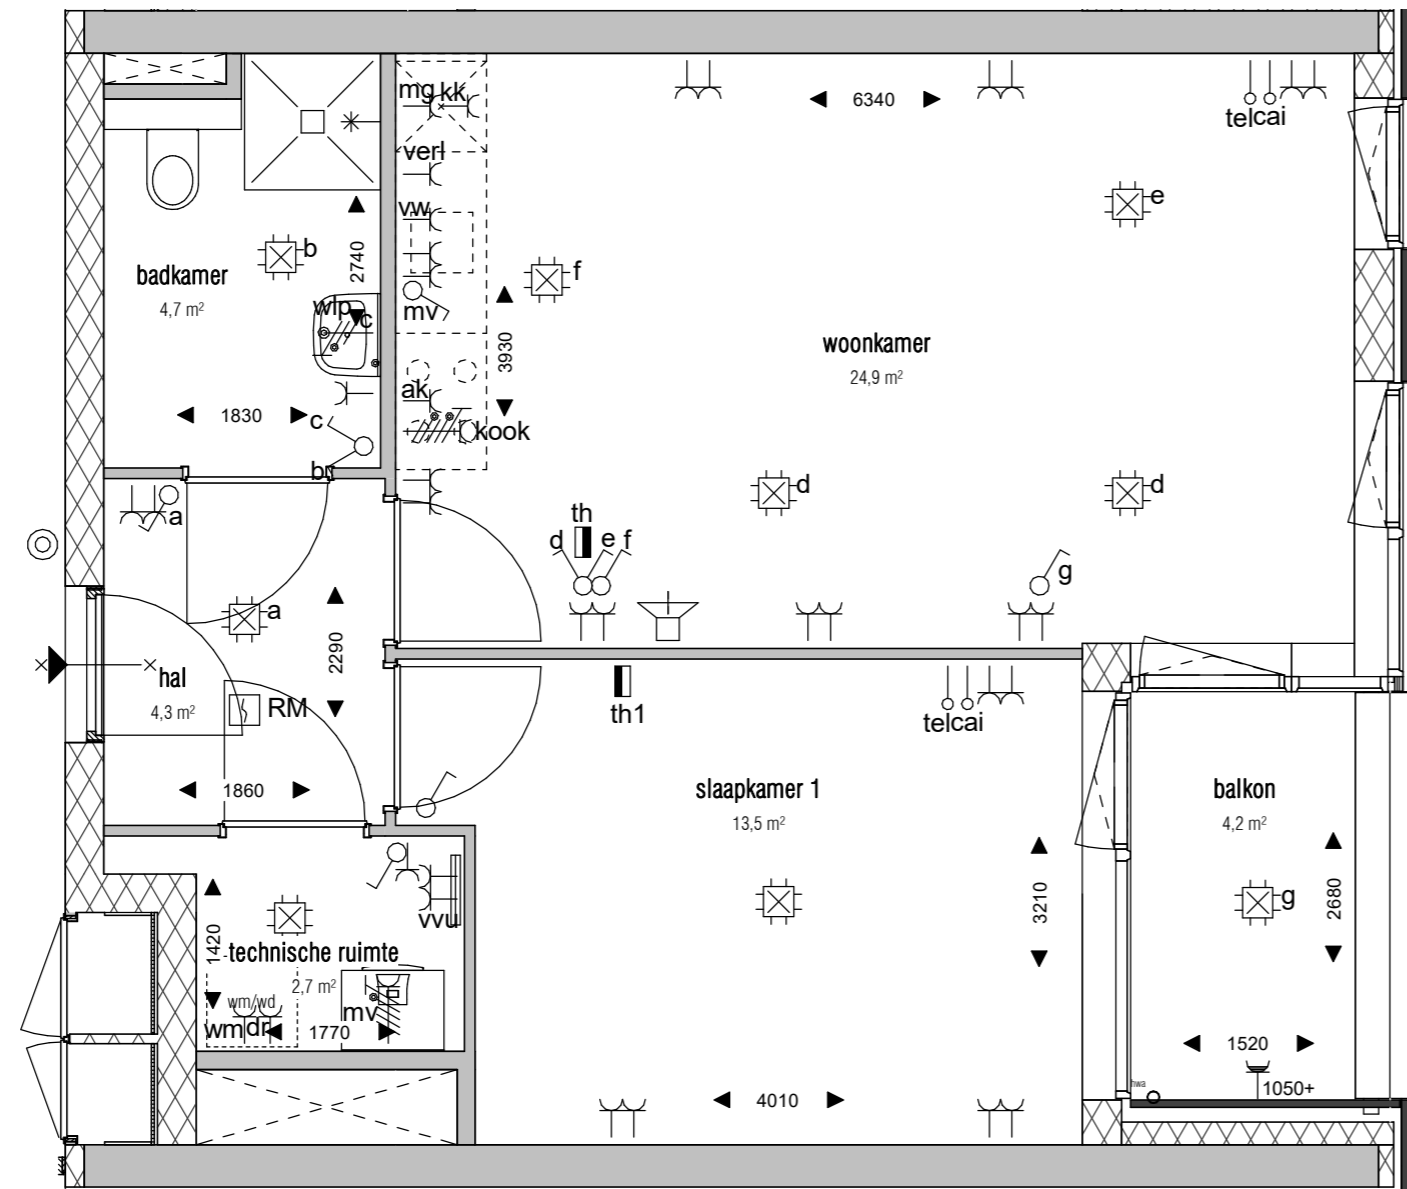 mg kk
6340
telcai
verl
vw
e
b
2740
f
badkamer
4,7 m²
wlp
c
mv
3930
woonkamer
24,9 m²
ak
1830
c
kook
b
d
d
a
th
d
e f
g
a
2290
hal
4,3 m²
RM
th1
telcai
1860
slaapkamer 1
13,5 m²
balkon
4,2 m²
3210
2680
g
vvu
1420
technische ruimte
2,7 m²
wm/wd
mv
wm dr
1770
1520
hwa
1050+
4010